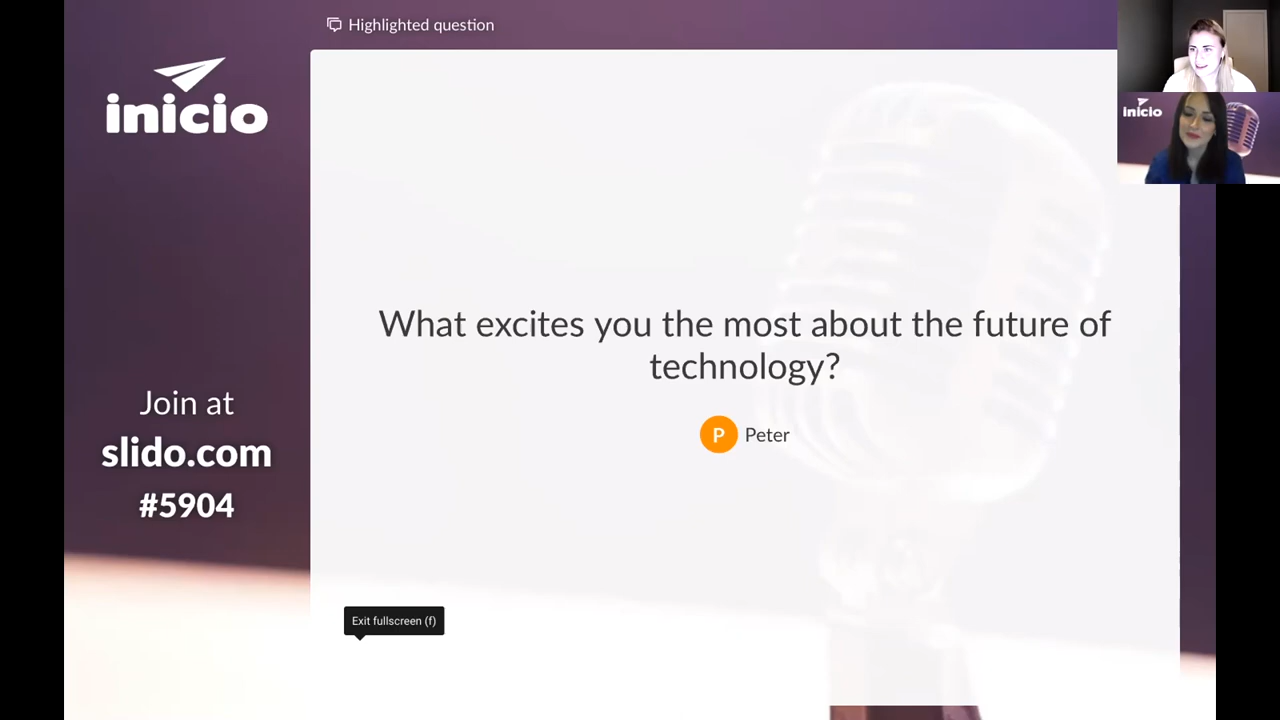 Highlighted question
inicio
What excites you the most about the future of
technology?
P Peter
Join at
slido.com
#5904
Exit fullscreen (f)
inicio